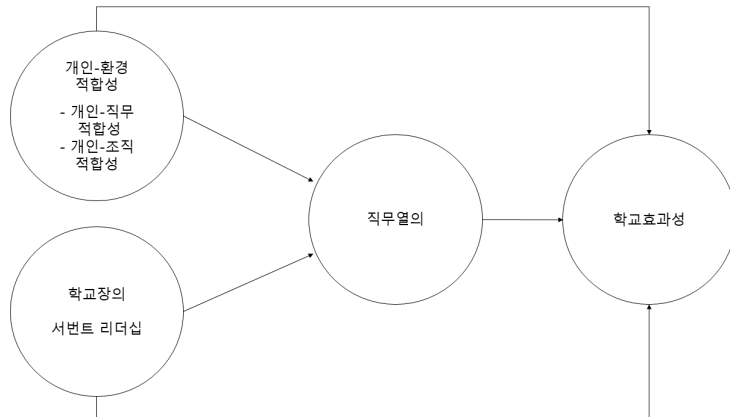 개인-환경
적합성
- 개인-직무
적합성
- 개인-조직
적합성
직무열의
학교효과성
학교장의
서번트 리더십